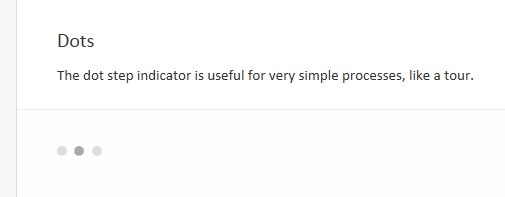 Dots
The dot step indicator is useful for very simple processes, like a tour.